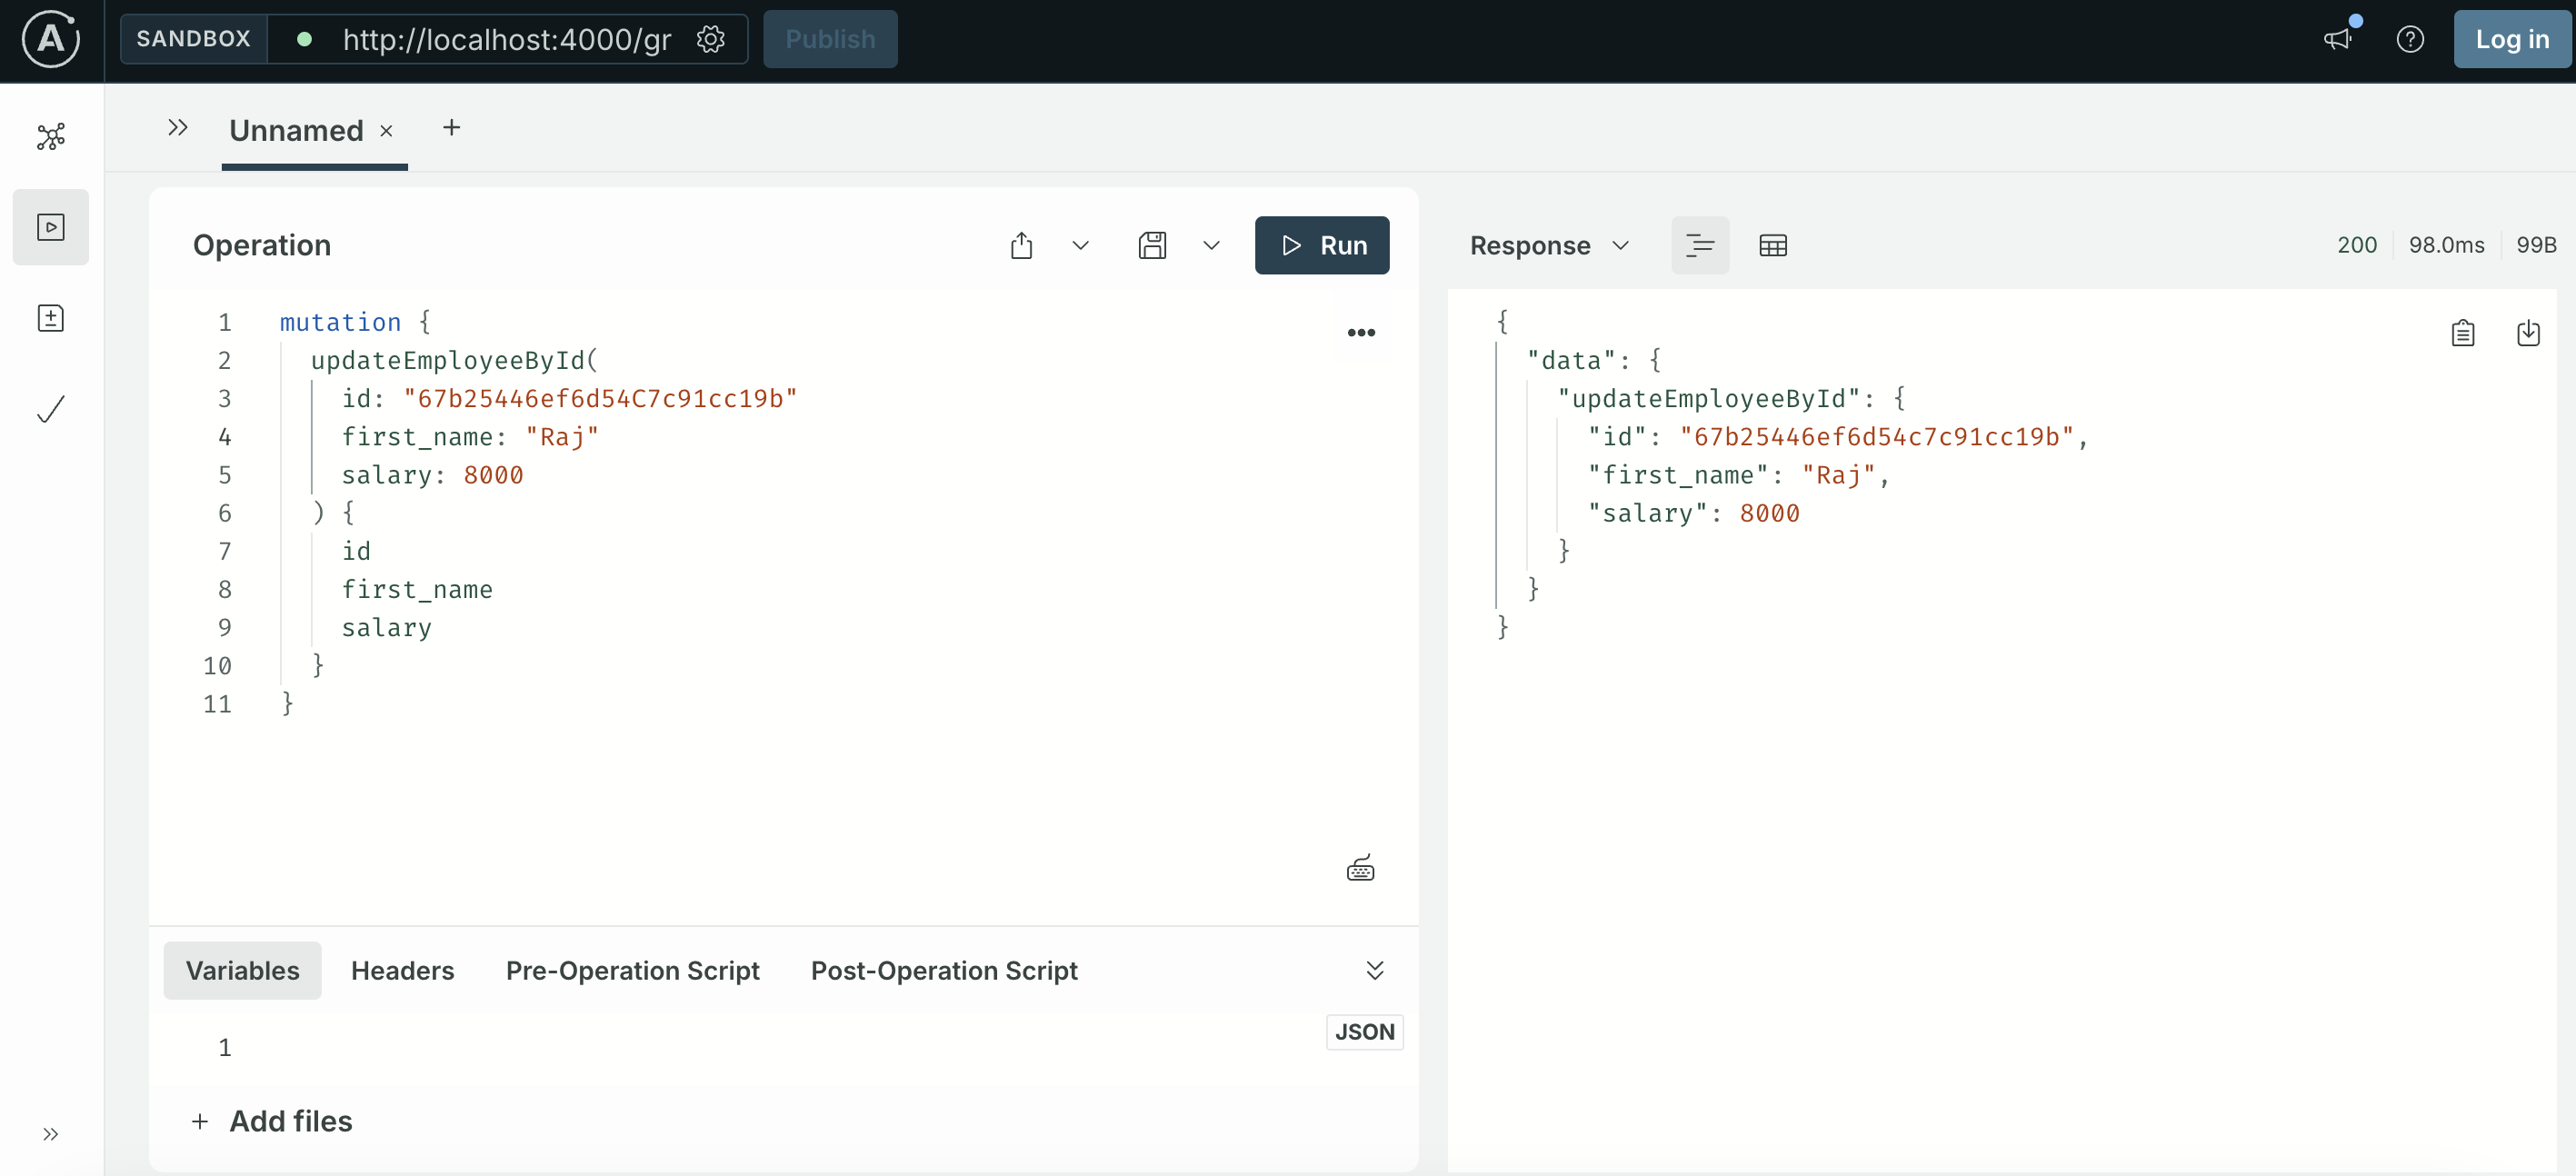 A SANDBOX http://localhost:4000/gr Publish Log in
Unnamed
Operation Run
1 mutation {
2 updateEmployeeById(
3 id: "67b25446ef6d54C7c91cc19b"
4 first_name: "Raj"
5 salary: 8000
6 ) {
7 id
8 first_name
9 salary
10 }
11 }
Variables Headers Pre-Operation Script Post-Operation Script
JSON
1
+ Add files
Response 200 98.0ms 99B
{
"data": {
"updateEmployeeById": {
"id": "67b25446ef6d54c7c91cc19b",
"first_name": "Raj",
"salary": 8000
}
}
}